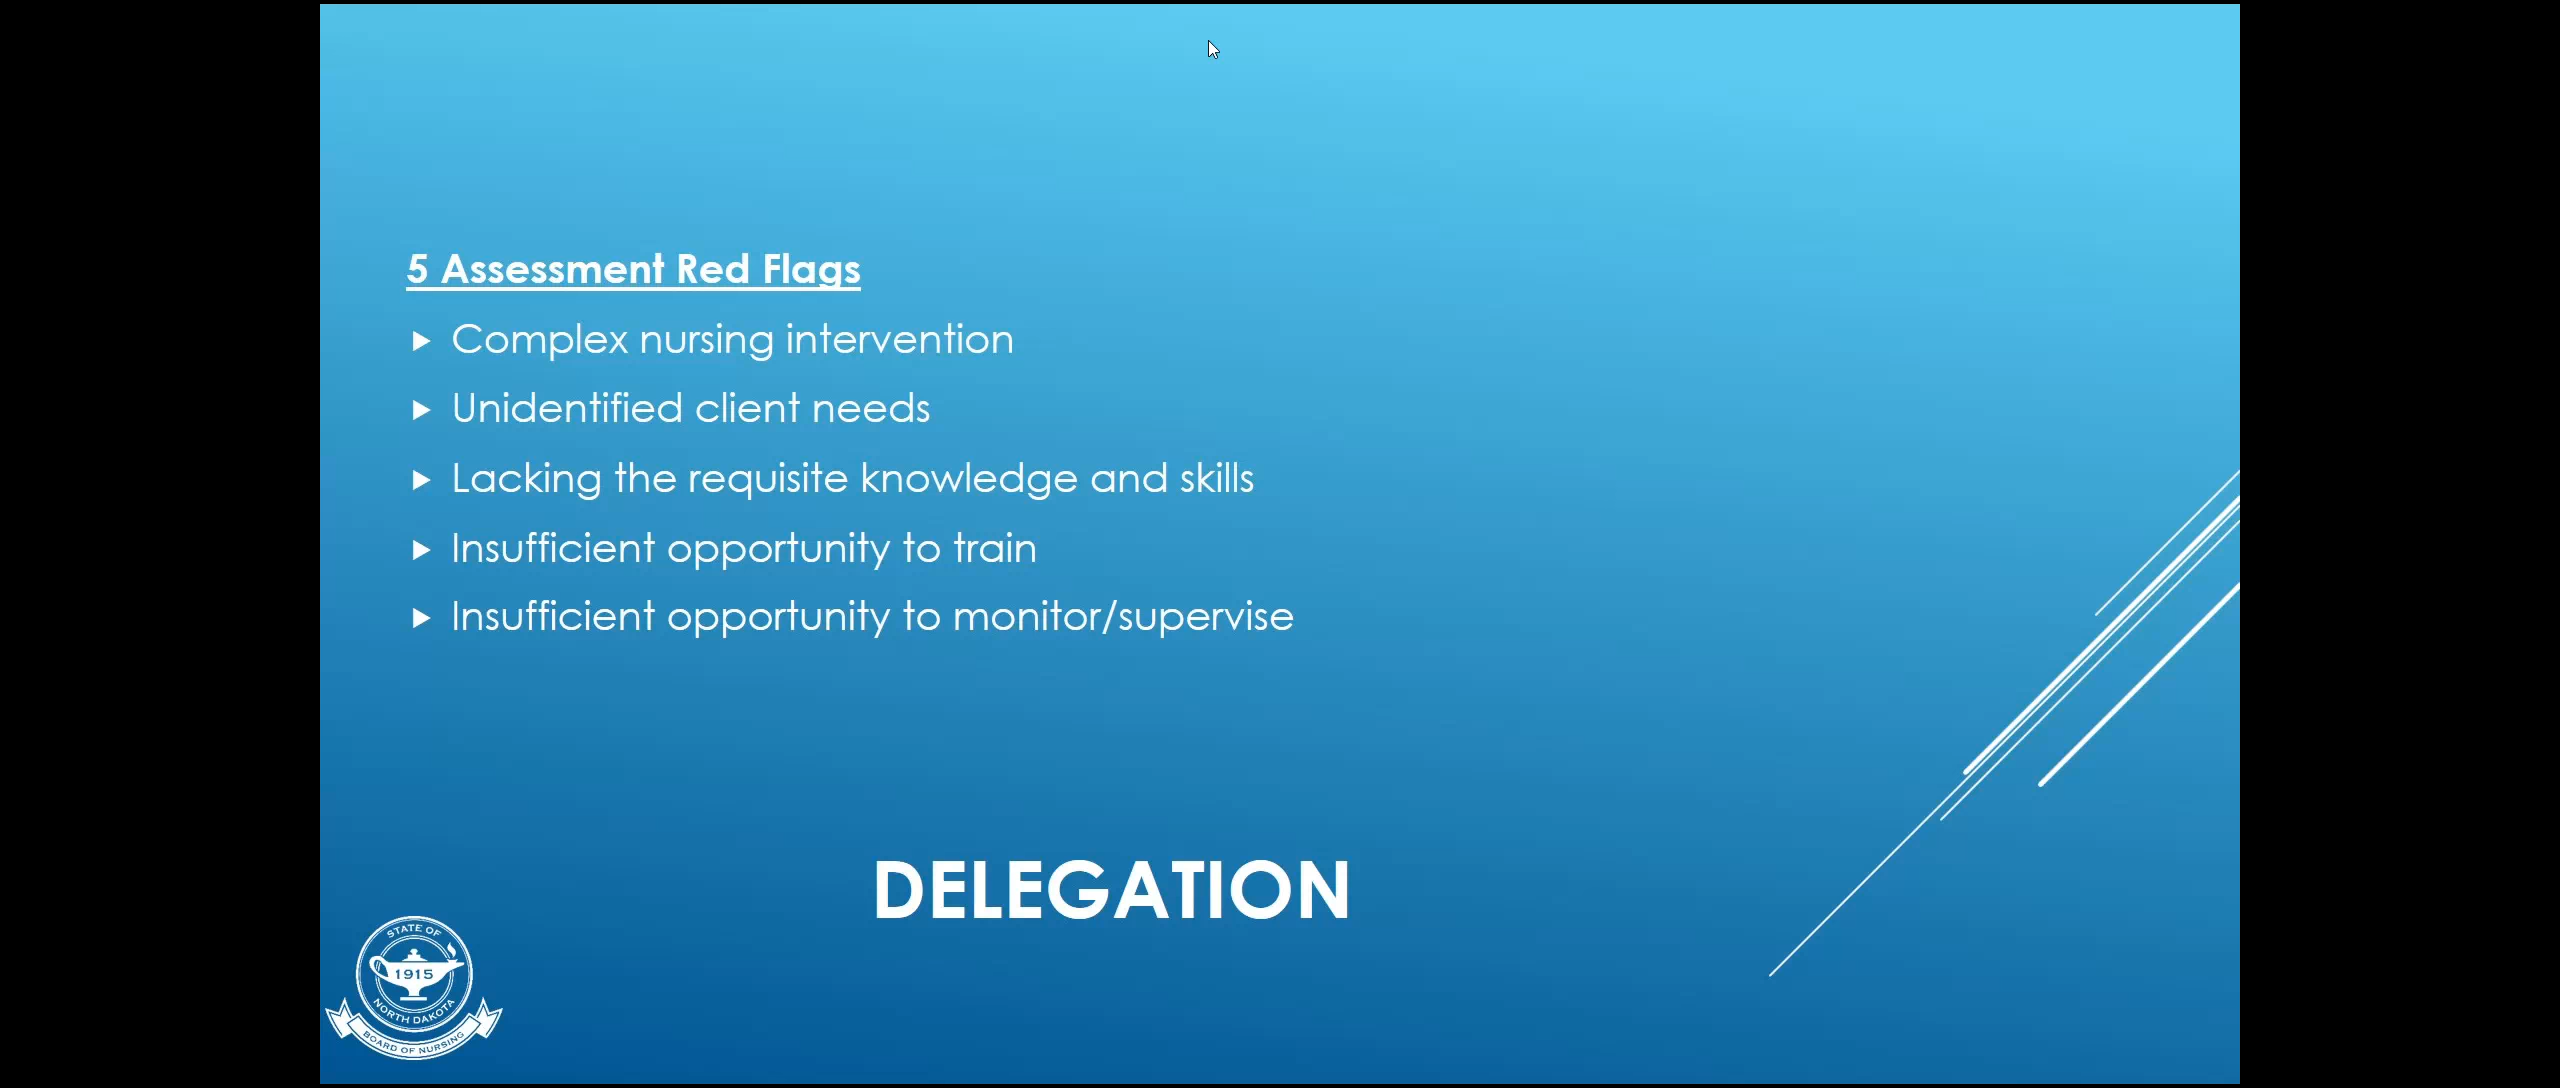 5 Assessment Red Flags
Complex nursing intervention
Unidentified client needs
Lacking the requisite knowledge and skills
Insufficient opportunity to train
Insufficient opportunity to monitor/supervise
DELEGATION
STATE OF
1915
NORTH DAKOTA
BOARD OF NURSING